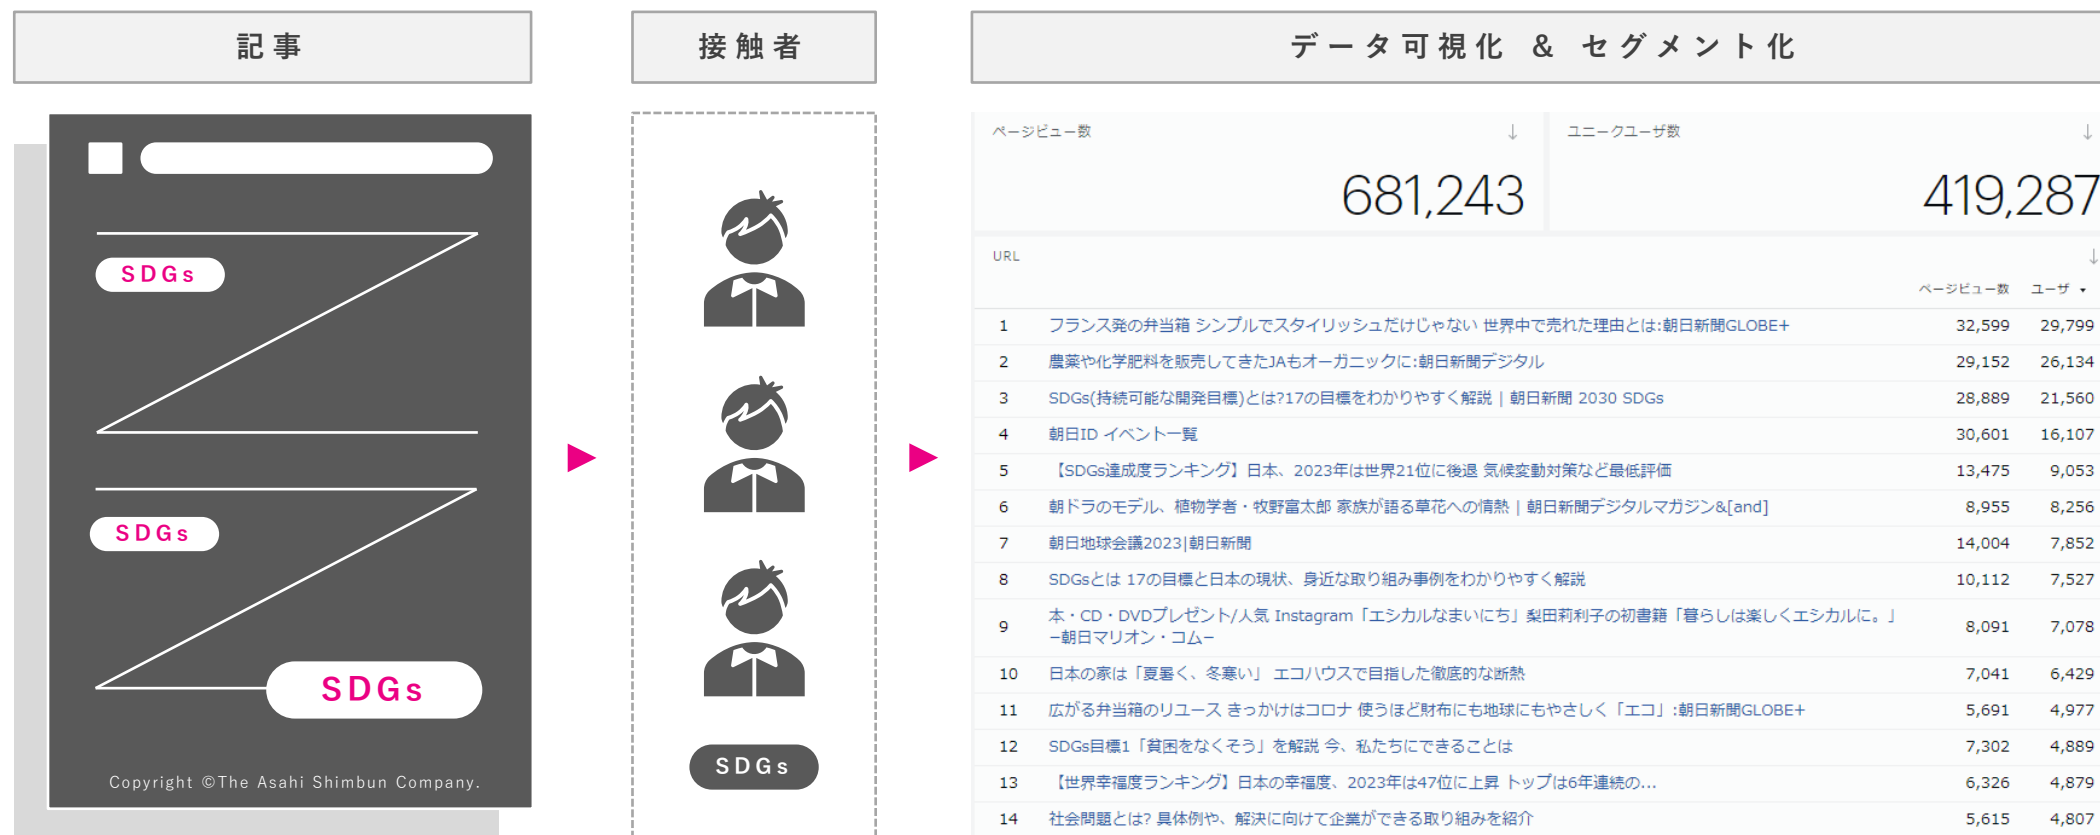 記事
接触者
データ可視化 & セグメント化
SDGs
SDGs
SDGs
Copyright ©The Asahi Shimbun Company.
SDGs
ページビュー数 ↓
681,243
ユニークユーザ数 ↓
419,287
URL ↓
ページビュー数 ユーザ ▾
1 フランス発の弁当箱 シンプルでスタイリッシュだけじゃない 世界中で売れた理由とは:朝日新聞GLOBE+ 32,599 29,799
2 農薬や化学肥料を販売してきたJAもオーガニックに:朝日新聞デジタル 29,152 26,134
3 SDGs(持続可能な開発目標)とは?17の目標をわかりやすく解説 | 朝日新聞 2030 SDGs 28,889 21,560
4 朝日ID イベント一覧 30,601 16,107
5 【SDGs達成度ランキング】日本、2023年は世界21位に後退 気候変動対策など最低評価 13,475 9,053
6 朝ドラのモデル、植物学者・牧野富太郎 家族が語る草花への情熱 | 朝日新聞デジタルマガジン&[and] 8,955 8,256
7 朝日地球会議2023|朝日新聞 14,004 7,852
8 SDGsとは 17の目標と日本の現状、身近な取り組み事例をわかりやすく解説 10,112 7,527
9 本・CD・DVDプレゼント/人気 Instagram「エシカルなまいにち」梨田莉利子の初書籍「暮らしは楽しくエシカルに。」
−朝日マリオン・コム− 8,091 7,078
10 日本の家は「夏暑く、冬寒い」 エコハウスで目指した徹底的な断熱 7,041 6,429
11 広がる弁当箱のリユース きっかけはコロナ 使うほど財布にも地球にもやさしく「エコ」:朝日新聞GLOBE+ 5,691 4,977
12 SDGs目標1「貧困をなくそう」を解説 今、私たちにできることは 7,302 4,889
13 【世界幸福度ランキング】日本の幸福度、2023年は47位に上昇 トップは6年連続の... 6,326 4,879
14 社会問題とは? 具体例や、解決に向けて企業ができる取り組みを紹介 5,615 4,807